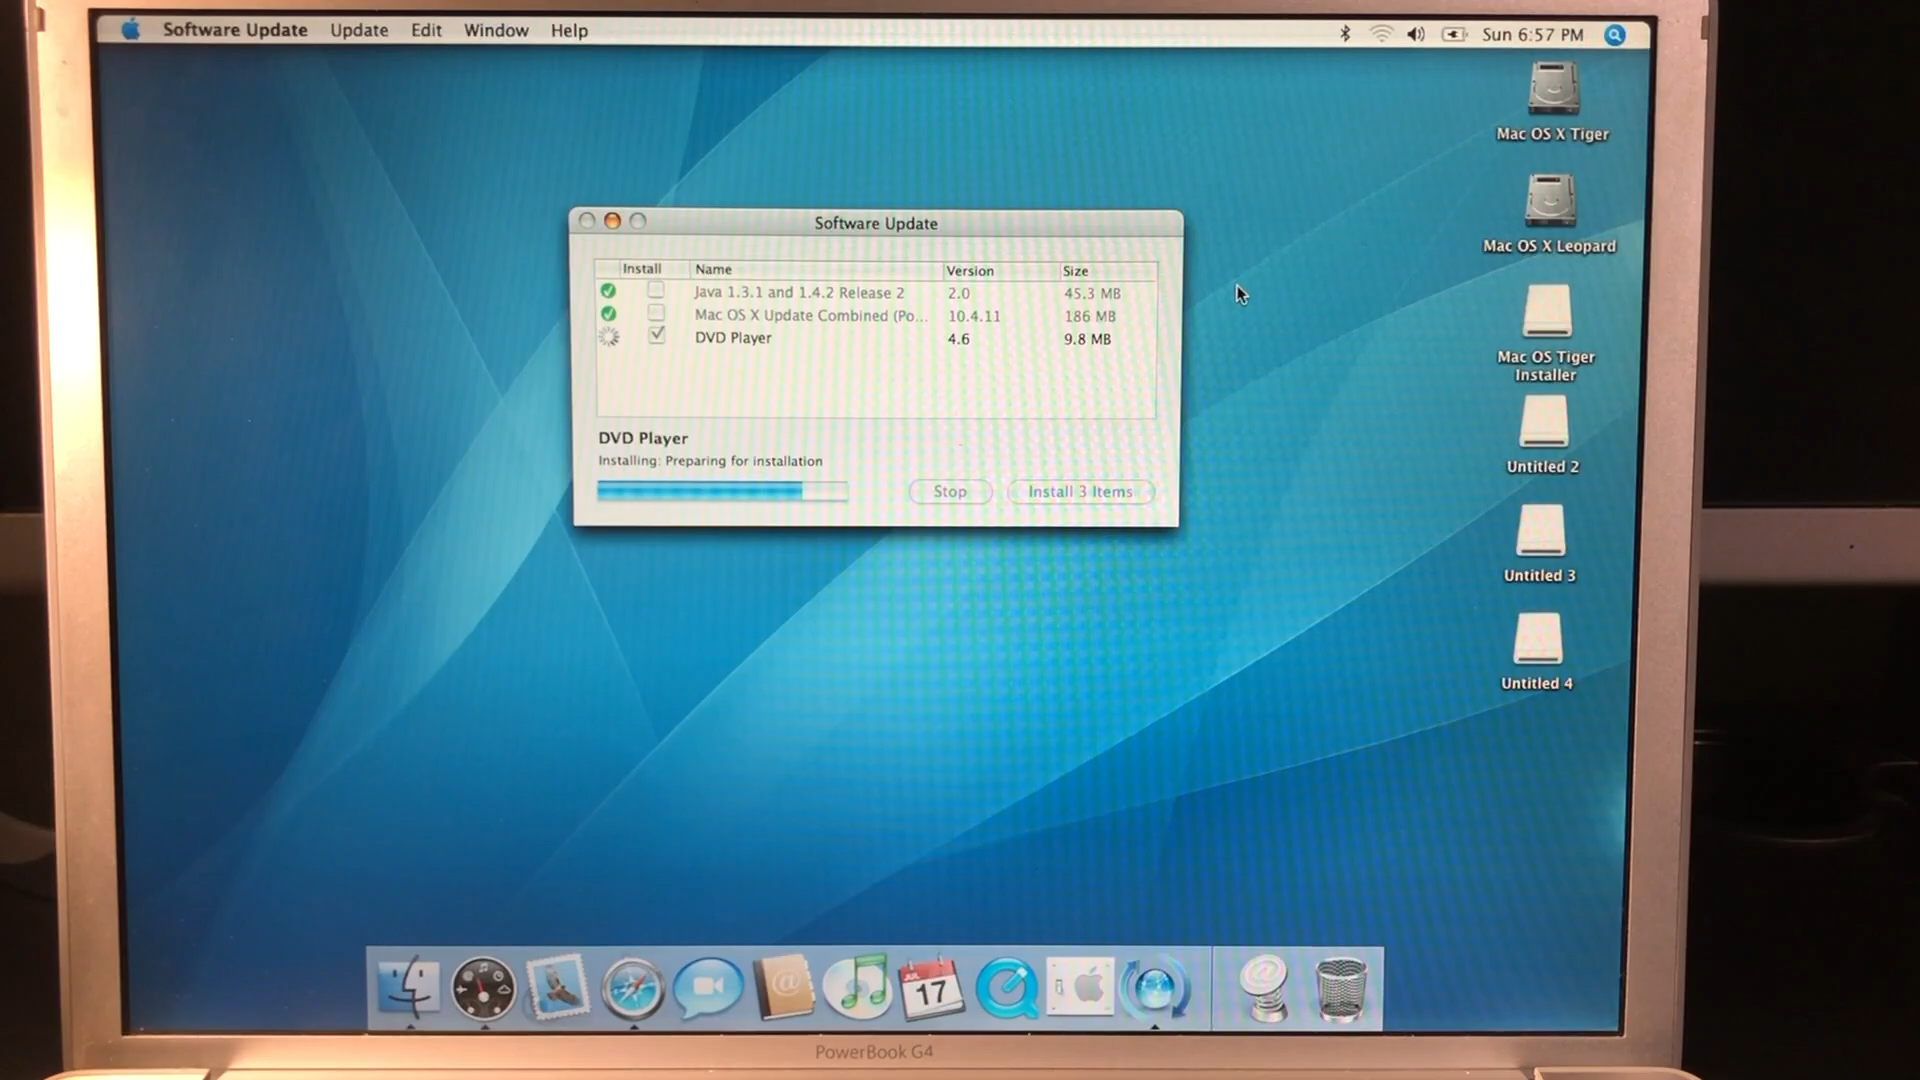 Software Update Update Edit Window Help
Sun 6:57 PM
Mac OS X Tiger
Mac OS X Leopard
Mac OS Tiger
Installer
Untitled 2
Untitled 3
Untitled 4
Software Update
Install Name Version Size
Java 1.3.1 and 1.4.2 Release 2 2.0 45.3 MB
Mac OS X Update Combined (Po... 10.4.11 186 MB
DVD Player 4.6 9.8 MB
DVD Player
Installing: Preparing for installation
Stop Install 3 Items
JUL
17
PowerBook G4